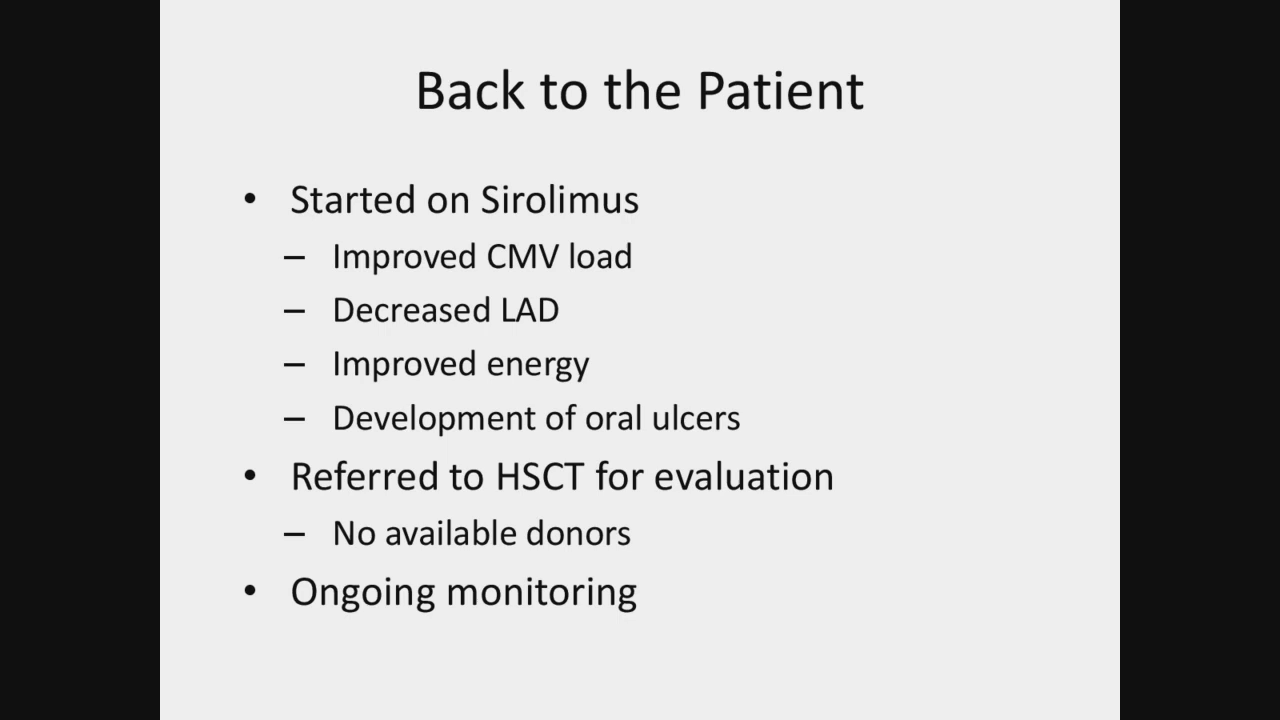 Back to the Patient
• Started on Sirolimus
– Improved CMV load
– Decreased LAD
– Improved energy
– Development of oral ulcers
• Referred to HSCT for evaluation
– No available donors
• Ongoing monitoring